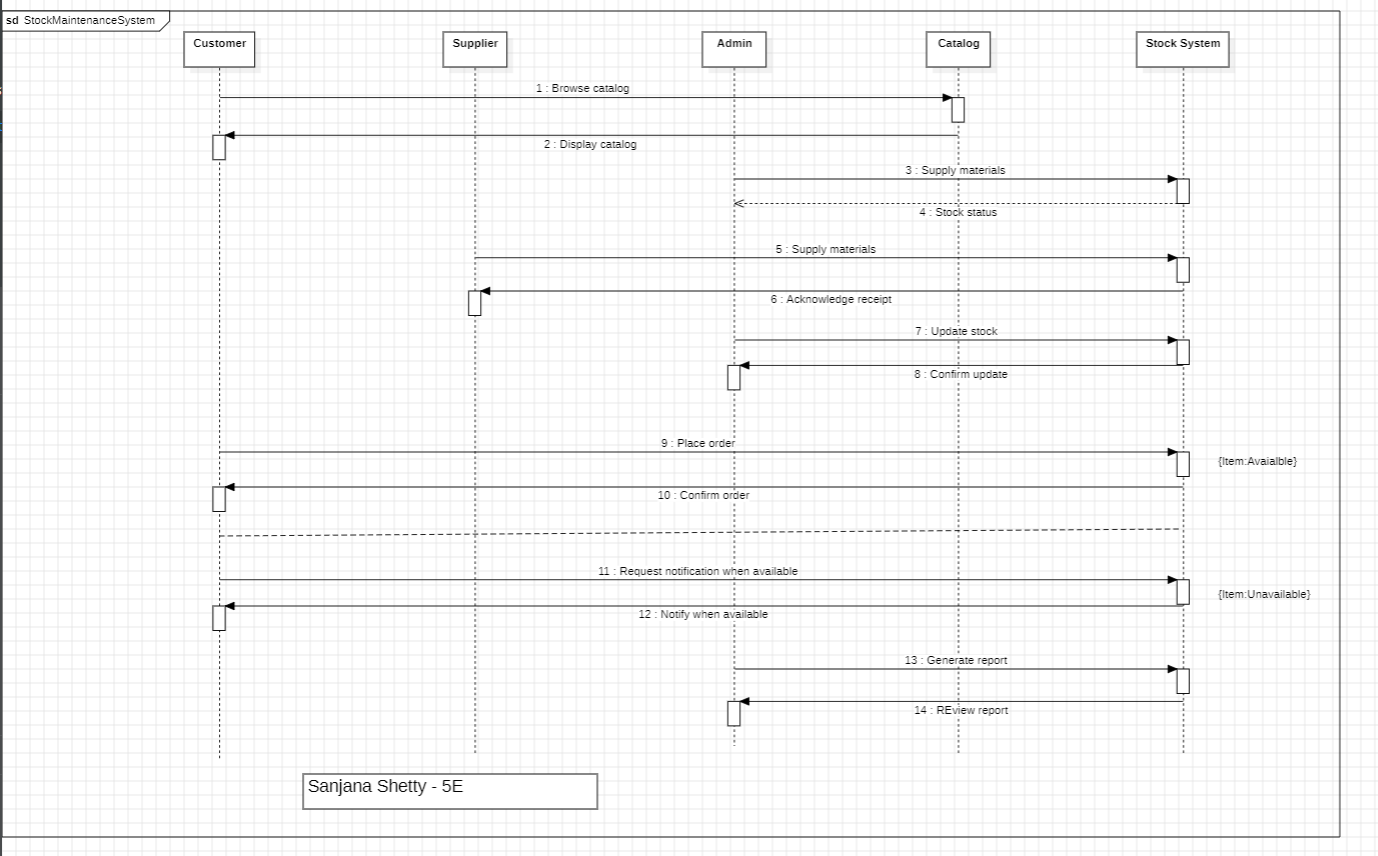 sd StockMaintenanceSystem
Customer
Supplier
Admin
Catalog
Stock System
1 : Browse catalog
2 : Display catalog
3 : Supply materials
4 : Stock status
5 : Supply materials
6 : Acknowledge receipt
7 : Update stock
8 : Confirm update
9 : Place order
{Item:Avaialble}
10 : Confirm order
11 : Request notification when available
{Item:Unavailable}
12 : Notify when available
13 : Generate report
14 : REview report
Sanjana Shetty - 5E